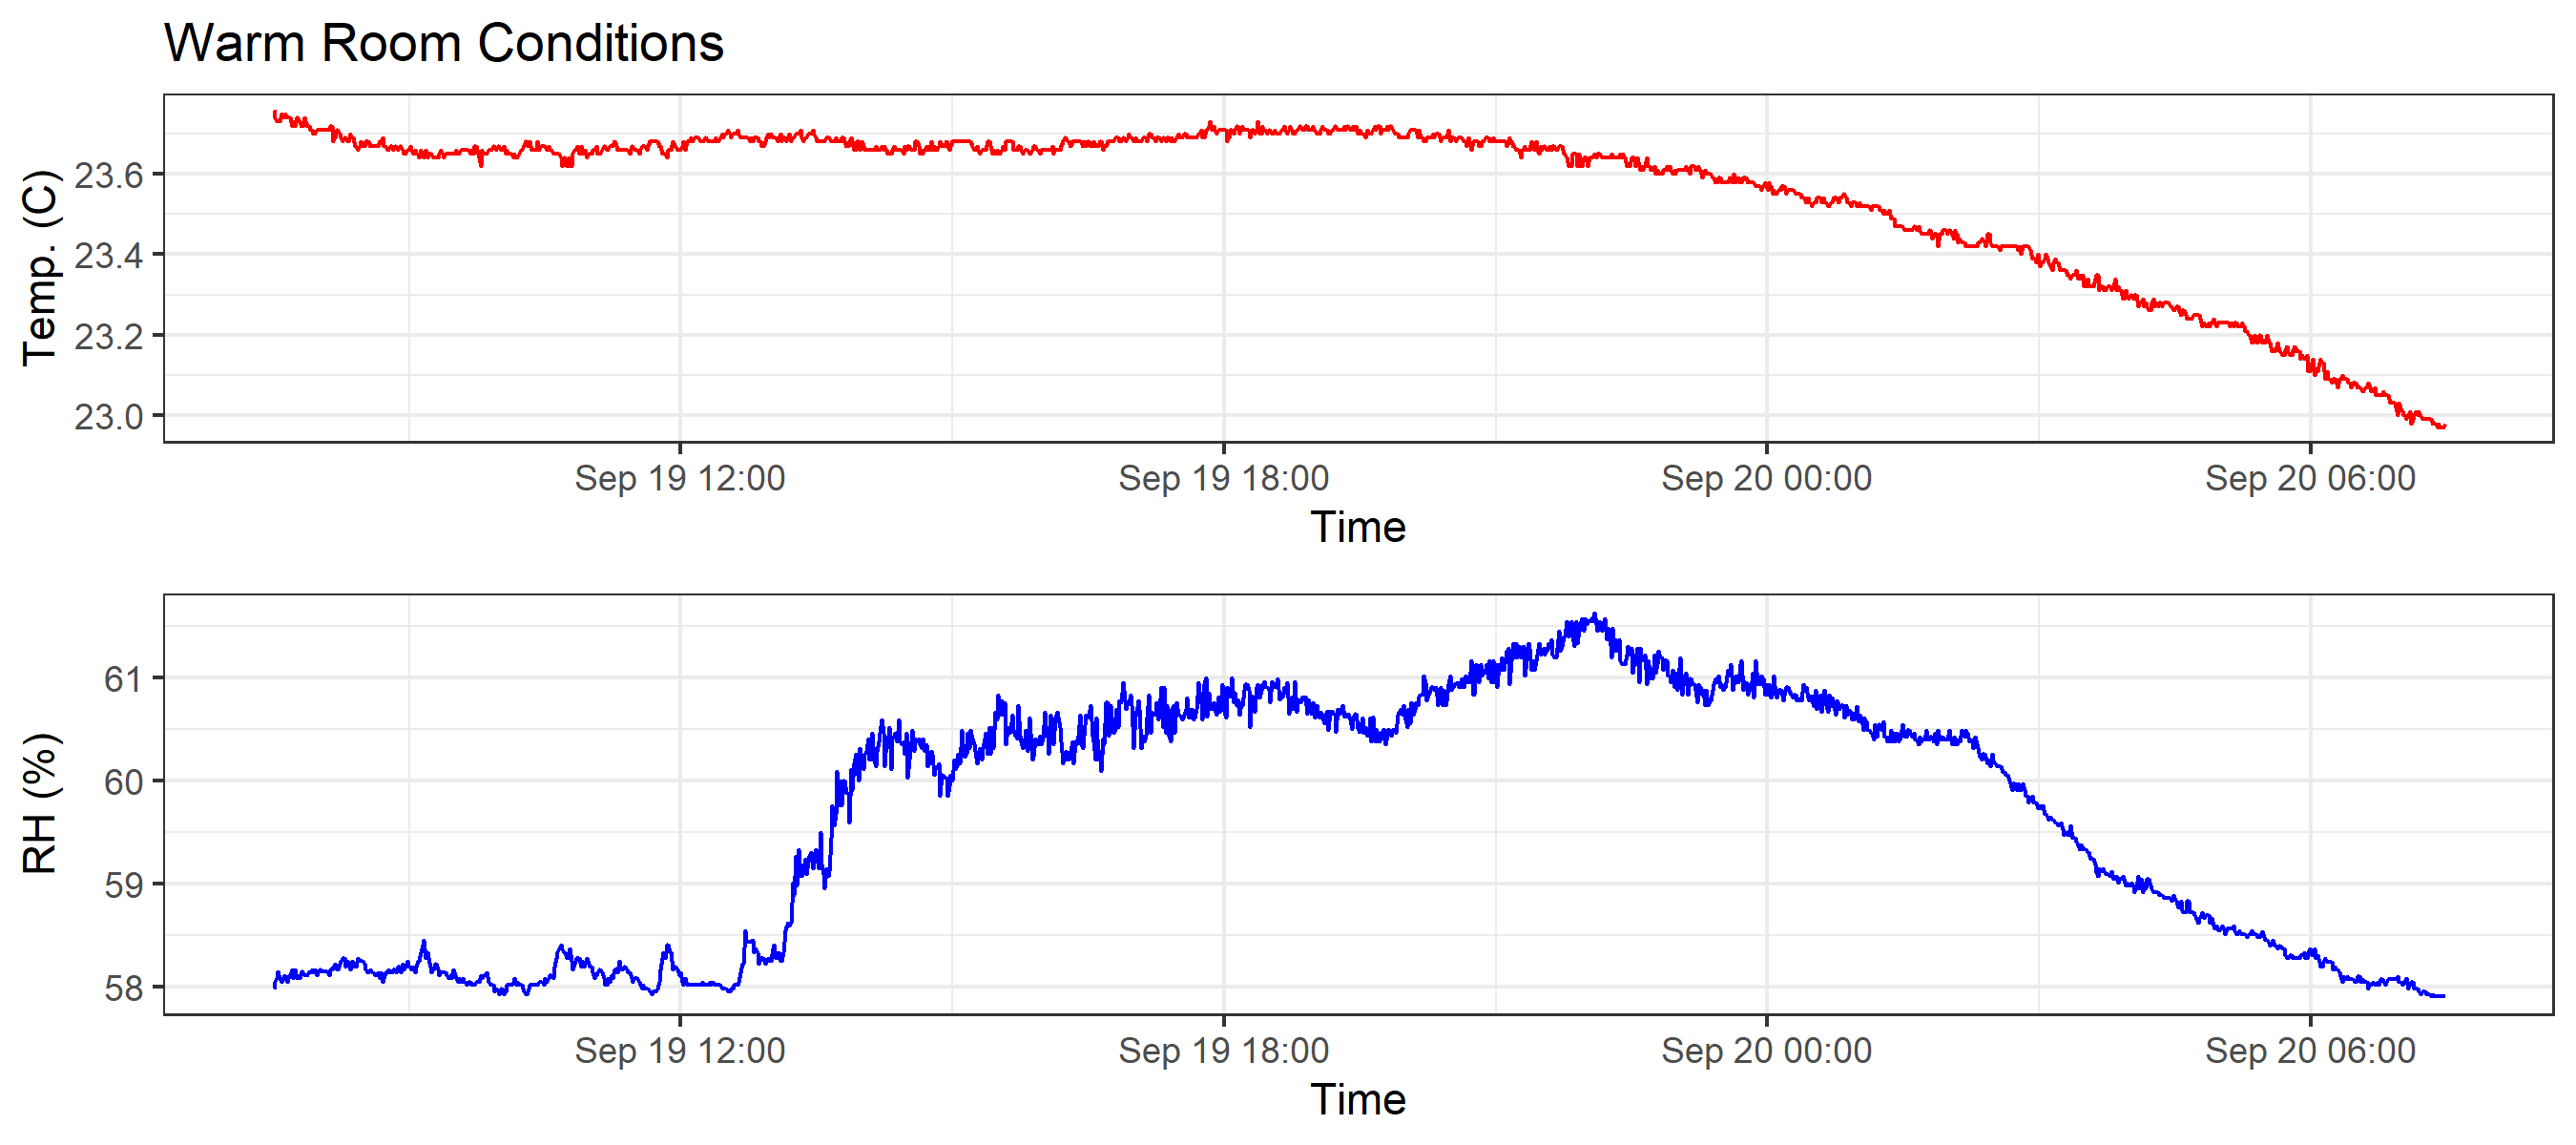 Warm Room Conditions
Temp. (C)
23.6
23.4
23.2
23.0
Sep 19 12:00 Sep 19 18:00 Sep 20 00:00 Sep 20 06:00
Time
RH (%)
61
60
59
58
Sep 19 12:00 Sep 19 18:00 Sep 20 00:00 Sep 20 06:00
Time